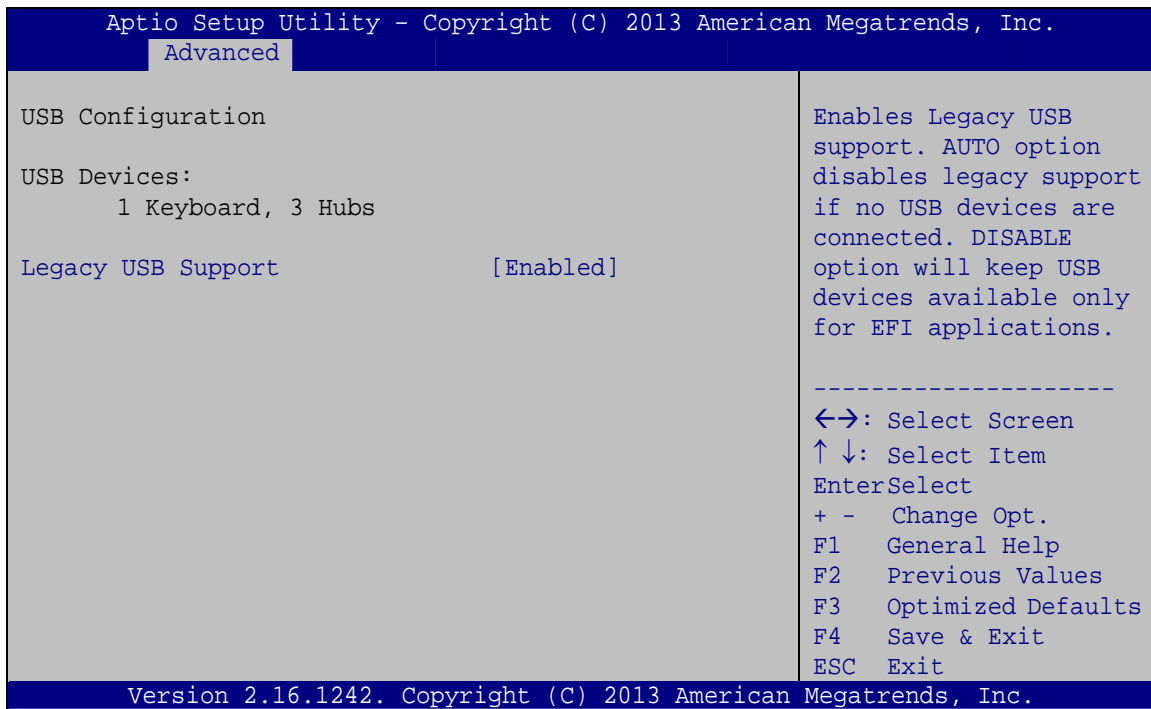 Aptio Setup Utility – Copyright (C) 2013 American Megatrends, Inc.
Advanced
USB Configuration
USB Devices:
1 Keyboard, 3 Hubs
Legacy USB Support [Enabled]
Enables Legacy USB
support. AUTO option
disables legacy support
if no USB devices are
connected. DISABLE
option will keep USB
devices available only
for EFI applications.
---------------------
←→: Select Screen
↑ ↓: Select Item
EnterSelect
+ - Change Opt.
F1 General Help
F2 Previous Values
F3 Optimized Defaults
F4 Save & Exit
ESC Exit
Version 2.16.1242. Copyright (C) 2013 American Megatrends, Inc.